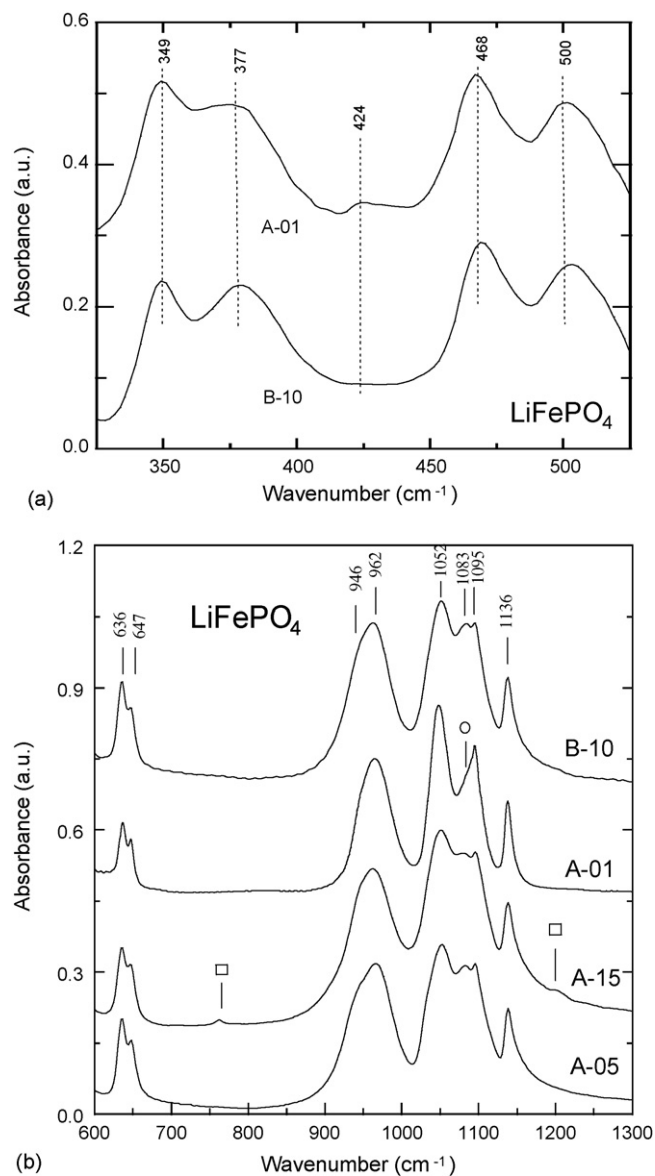 0.6
349
377
424
468
500
0.4
A-01
0.2
B-10
LiFePO4
0.0
350
400
450
500
Absorbance (a.u.)
Wavenumber (cm-1)
(a)
1.2
636
647
946
962
1052
1083
1095
1136
LiFePO4
0.9
B-10
0.6
A-01
0.3
A-15
A-05
0.0
600
700
800
900
1000
1100
1200
1300
Absorbance (a.u.)
Wavenumber (cm-1)
(b)